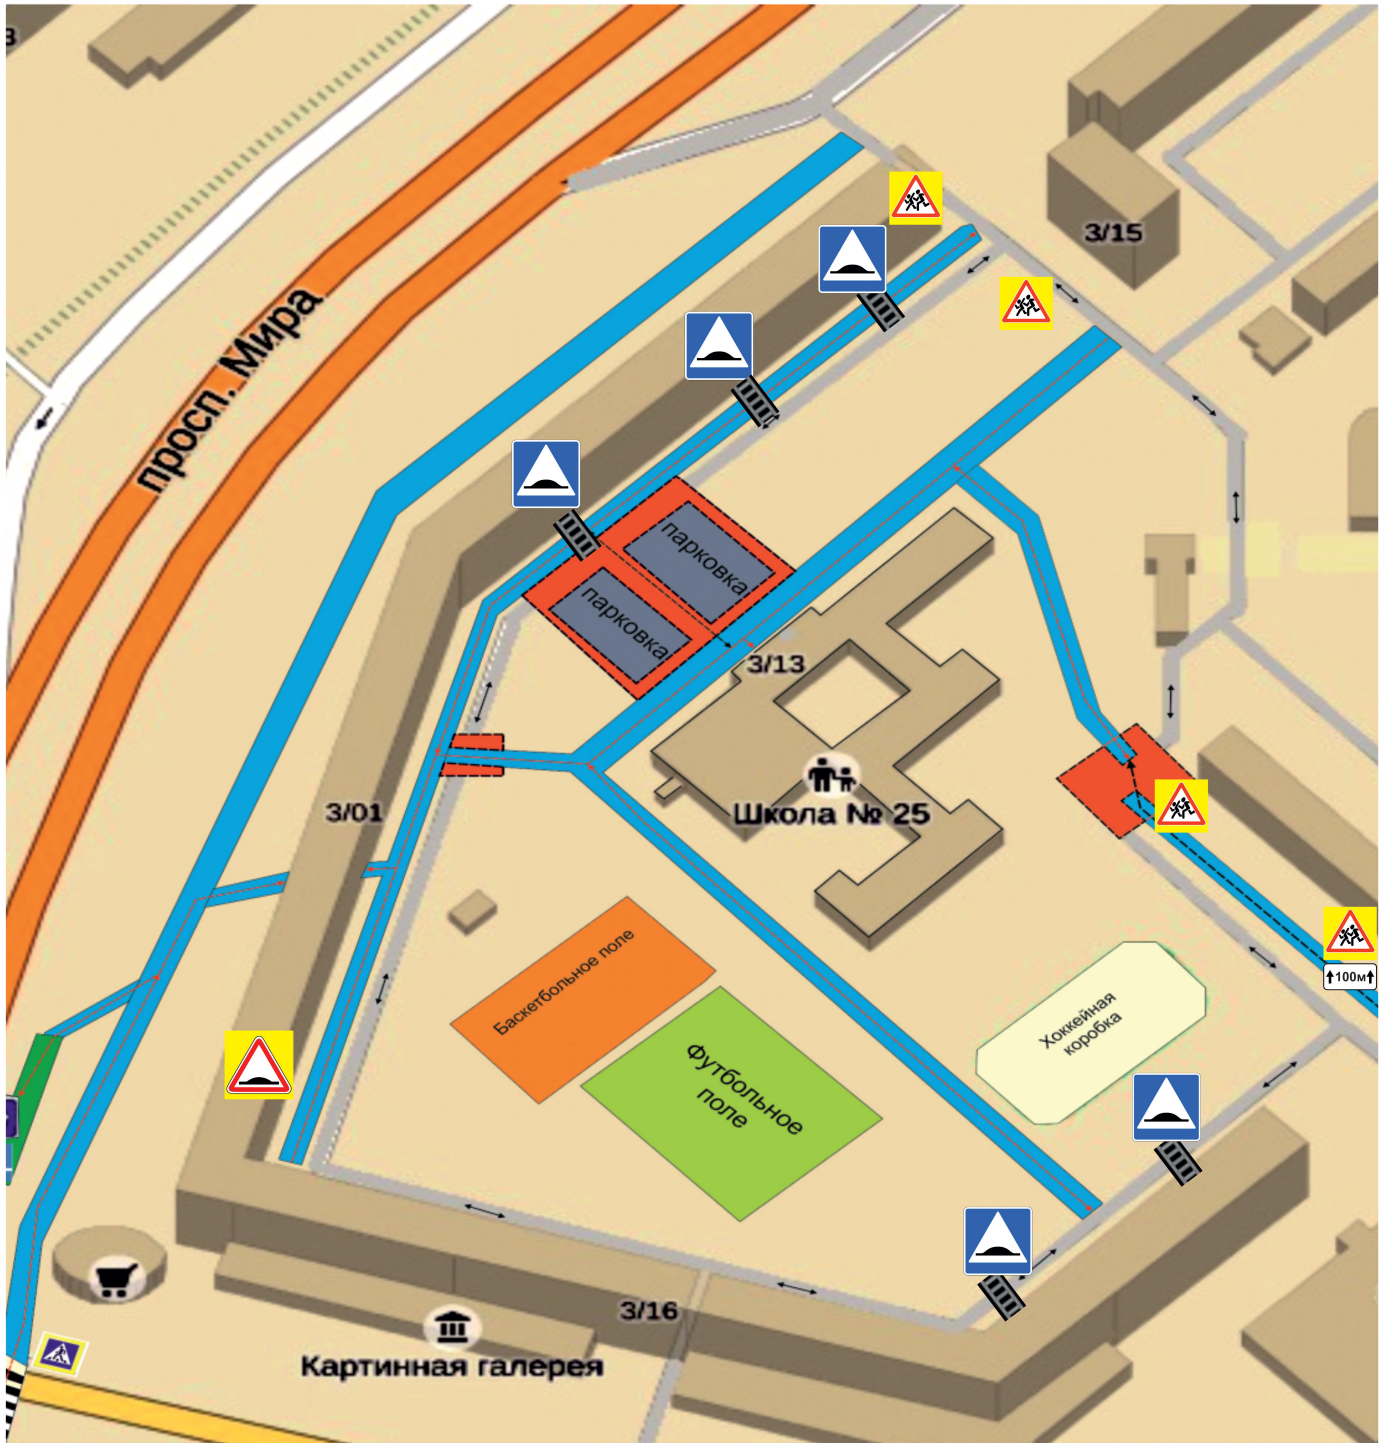 3
3/15
просп. Мира
парковка
парковка
3/13
Школа № 25
3/01
Баскетбольное поле
Футбольное
поле
Хоккейная
коробка
100м
3/16
Картинная галерея